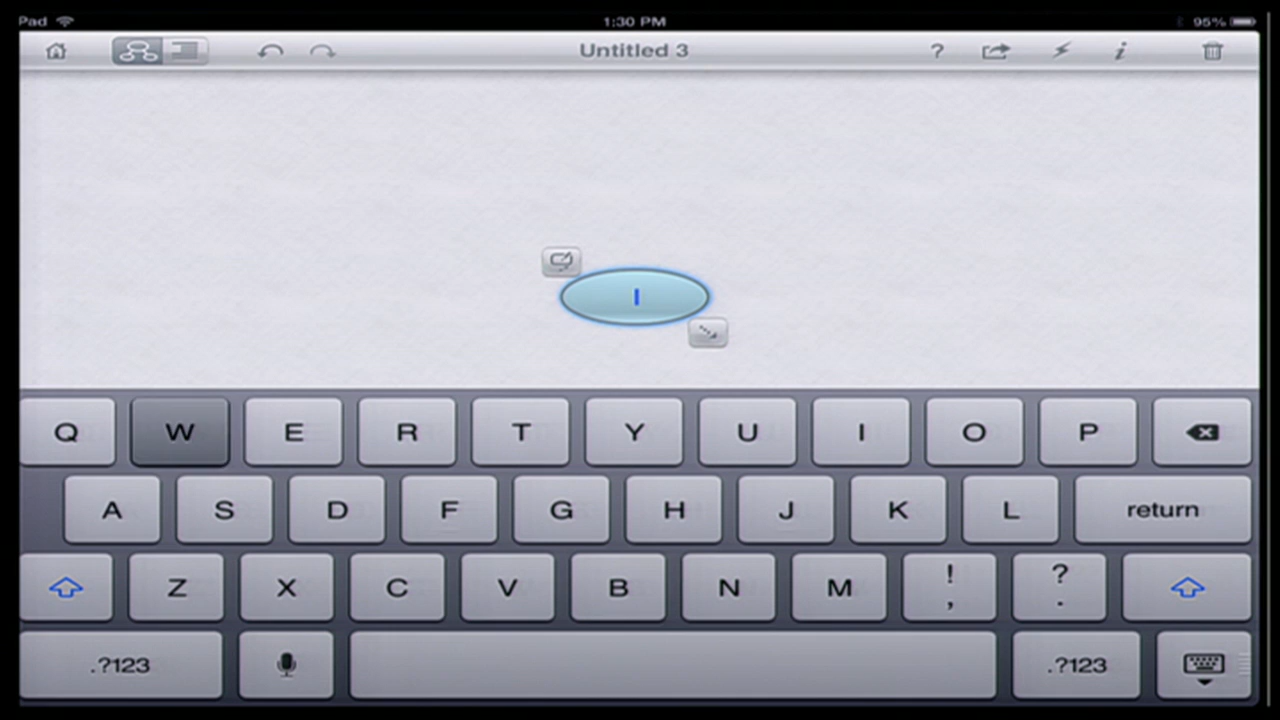 Pad 1:30 PM 95%
Untitled 3 ? i
Q W E R T Y U I O P
A S D F G H J K L return
Z X C V B N M ! , ? .
.?123 .?123